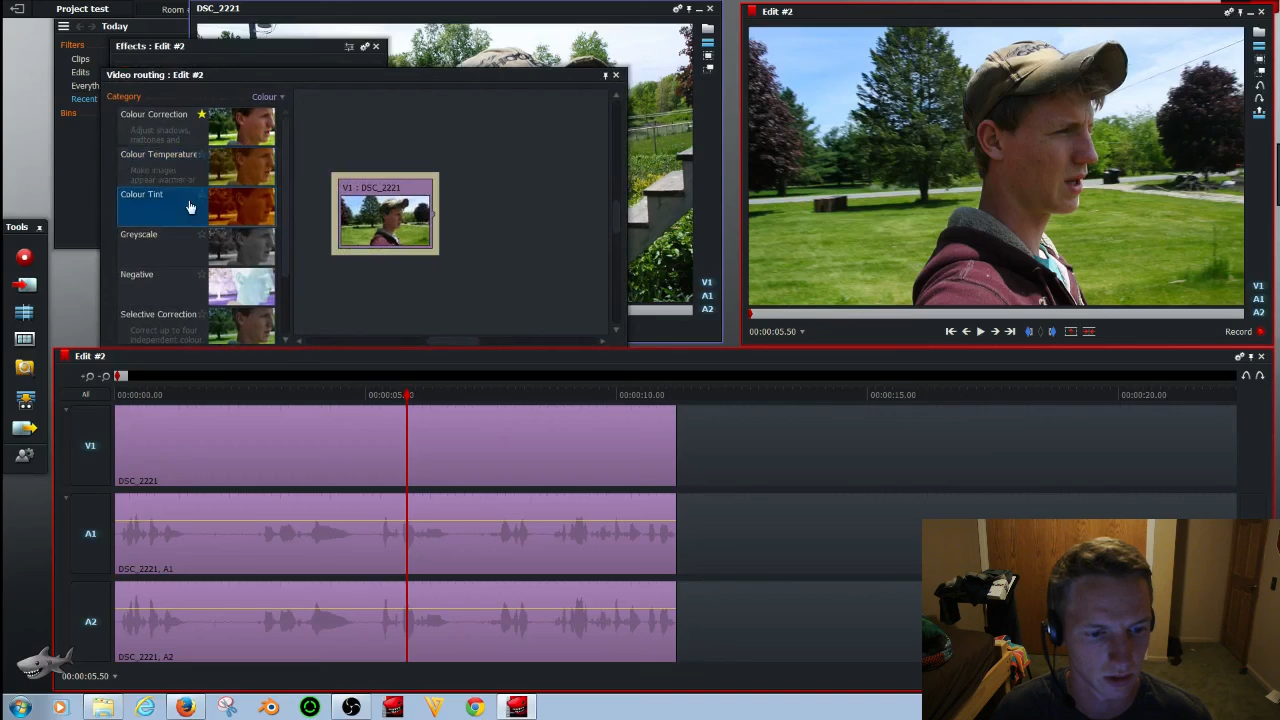 Project test
Room
DSC_2221
Edit #2
Today
Effects : Edit #2
Filters
Clips
Edits
Everyth
Recent
Bins
Video routing : Edit #2
Category
Colour
Colour Correction
Adjust shadows,
midtones and
Colour Temperature
Make images
appear warmer or
Colour Tint
Greyscale
Negative
Selective Correction
Correct up to four
independent colour
V1 : DSC_2221
V1
A1
A2
V1
A1
A2
00:00:05.50
Record
Tools x
Edit #2
All
00:00:00.00
00:00:05.00
00:00:10.00
00:00:15.00
00:00:20.00
V1
DSC_2221
A1
DSC_2221, A1
A2
DSC_2221, A2
00:00:05.50